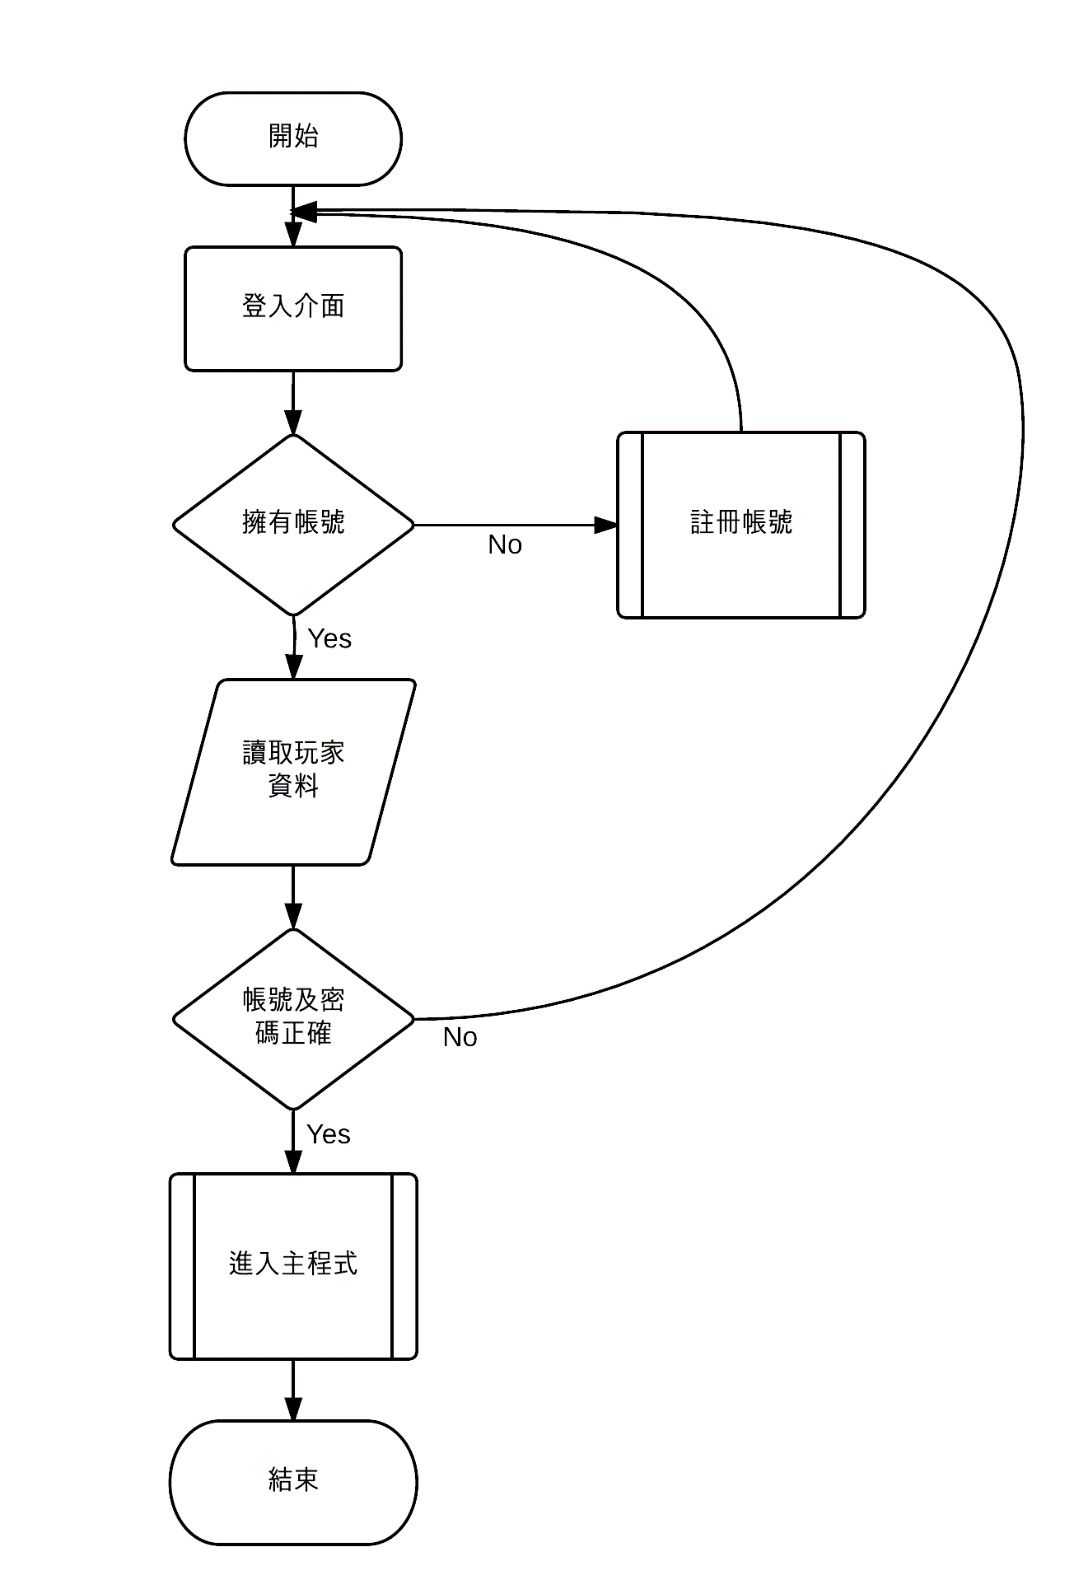 開始
登入介面
擁有帳號
No
註冊帳號
Yes
讀取玩家
資料
帳號及密
碼正確
No
Yes
進入主程式
結束